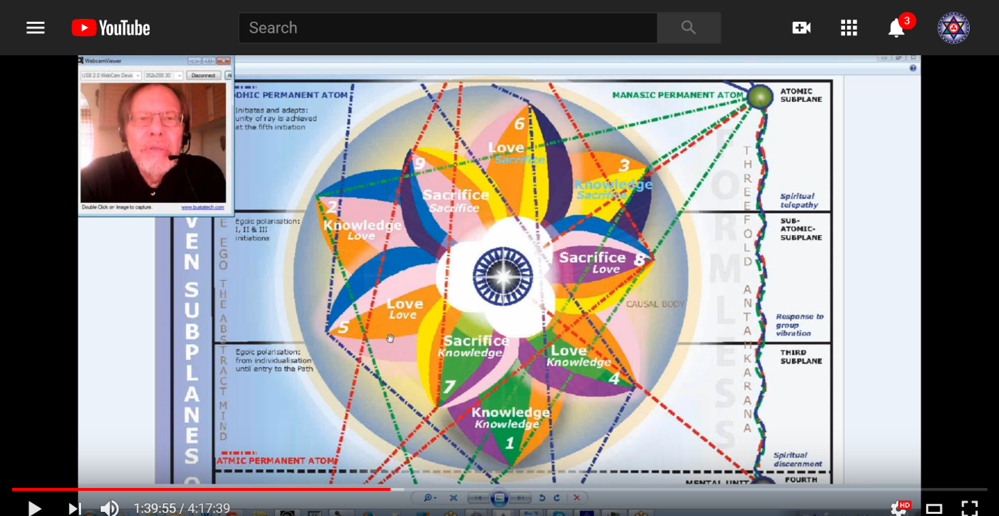 YouTube
Search
3
WebcamViewer
USB 2.0 WebCam Devic
352x288 30
Disconnect
Double Click on Image to capture.
www.bustatech.com
DHIC PERMANENT ATOM
Initiates and adepts:
unity of ray is achieved
at the fifth initiation
MANASIC PERMANENT ATOM
ATOMIC
SUBPLANE
6
Love
Sacrifice
9
Sacrifice
Sacrifice
3
Knowledge
Sacrifice
2
Knowledge
Love
Spiritual
telepathy
Egoic polarisation:
I, II & III
initiations
SUB-
ATOMIC-
SUBPLANE
Sacrifice 8
Love
CAUSAL BODY
Love
Love
5
Response to
group
vibration
Sacrifice
Knowledge
7
Love
Knowledge
4
Egoic polarisation:
from individualisation
until entry to the Path
THIRD
SUBPLANE
Knowledge
Knowledge
1
VEN SUBPLANES O
E EGO THE ABSTRACT MIND
FORMLESS
THREEFOLD ANTAHKARANA
Spiritual
discernment
ATMIC PERMANENT ATOM
MENTAL UNIT
FOURTH
1:39:55 / 4:17:39
HD